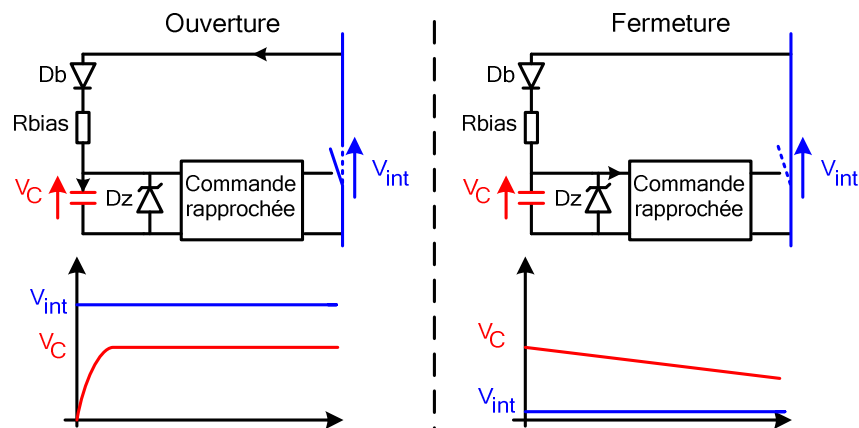 Ouverture
Db
Rbias
VC
Dz
Commande
rapprochée
Vint
Vint
VC
Fermeture
Db
Rbias
VC
Dz
Commande
rapprochée
Vint
VC
Vint